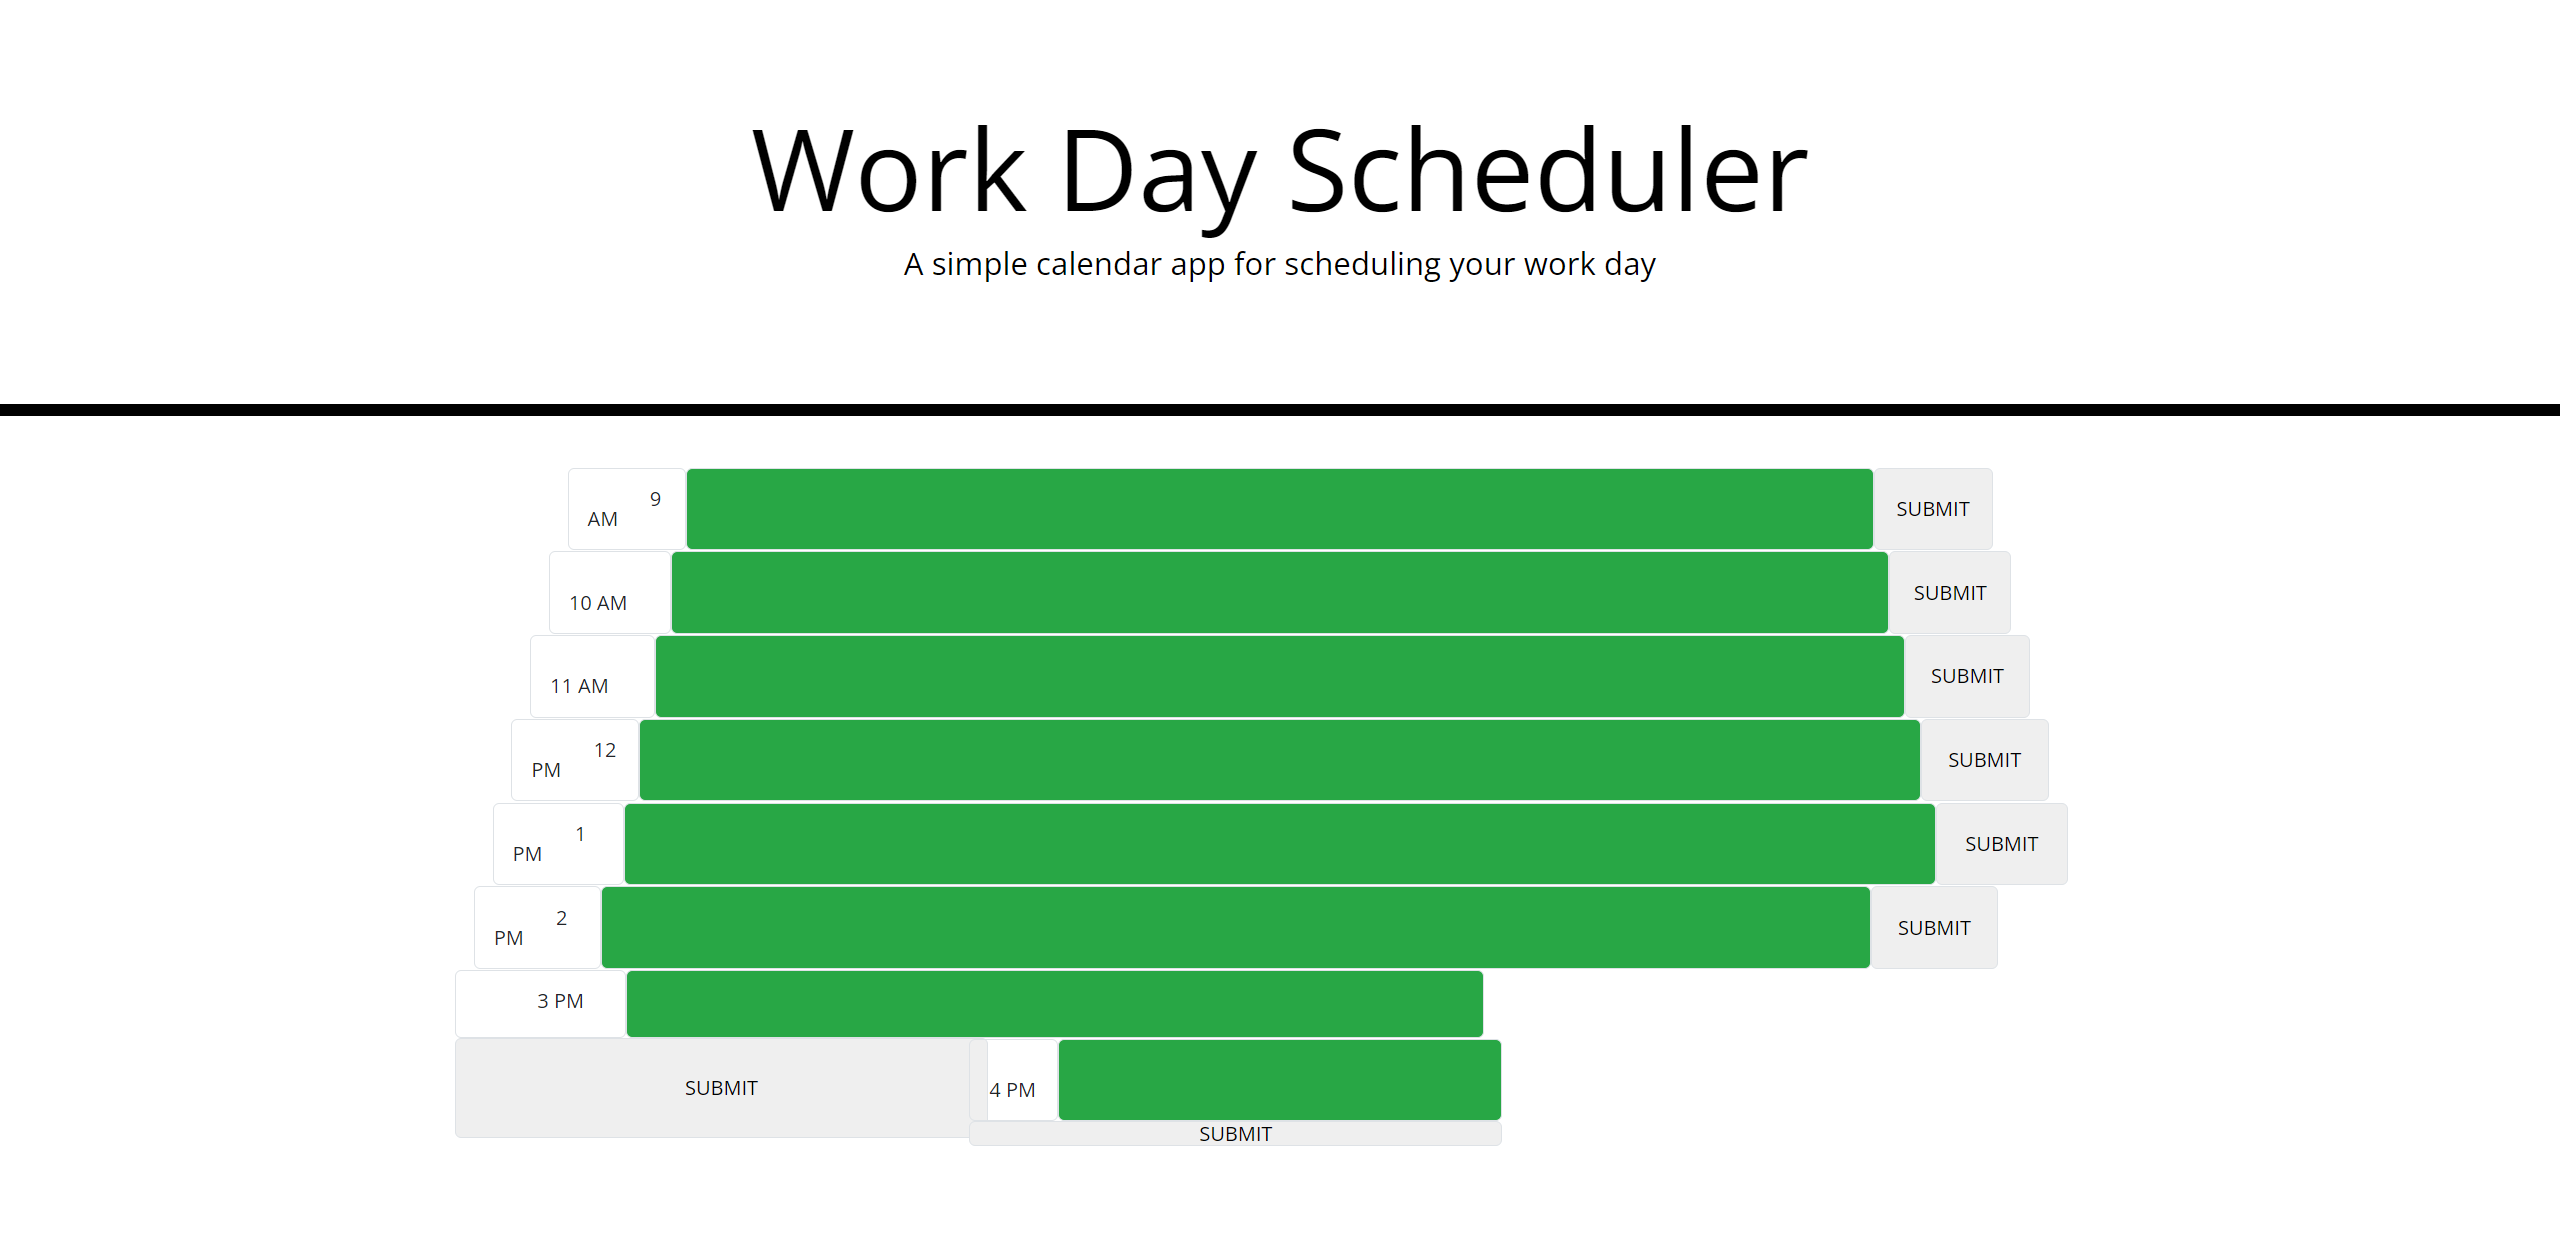 Work Day Scheduler
A simple calendar app for scheduling your work day
9
AM
SUBMIT
10 AM
SUBMIT
11 AM
SUBMIT
12
PM
SUBMIT
1
PM
SUBMIT
2
PM
SUBMIT
3 PM
SUBMIT
4 PM
SUBMIT